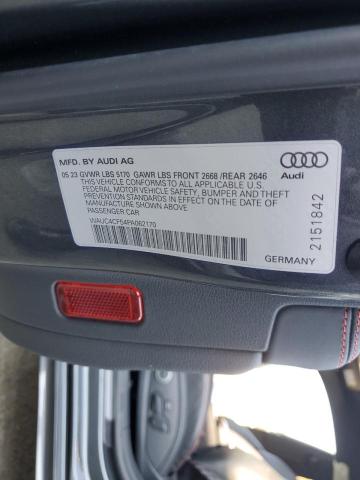 MFD. BY AUDI AG
05 23 GVWR LBS 5170 GAWR LBS FRONT 2668 /REAR 2646
THIS VEHICLE CONFORMS TO ALL APPLICABLE U.S.
FEDERAL MOTOR VEHICLE SAFETY, BUMPER AND THEFT
PREVENTION STANDARDS IN EFFECT ON THE DATE OF
MANUFACTURE SHOWN ABOVE.
PASSENGER CAR
WAUC4CF54PA062170
Audi
2151842
GERMANY